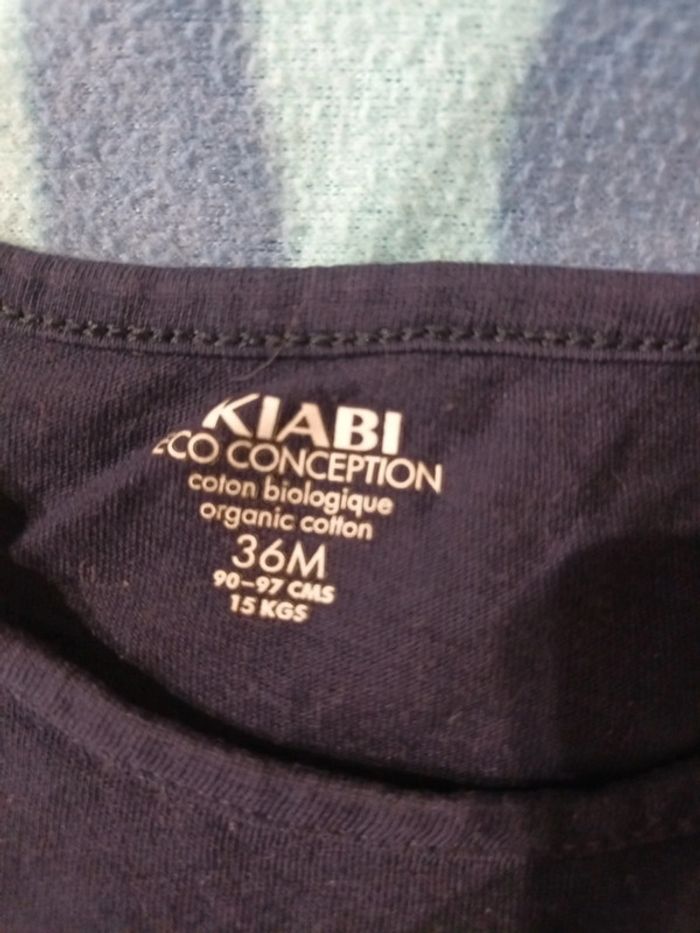 KIABI
ECO CONCEPTION
coton biologique
organic cotton
36M
90-97 CMS
15 KGS